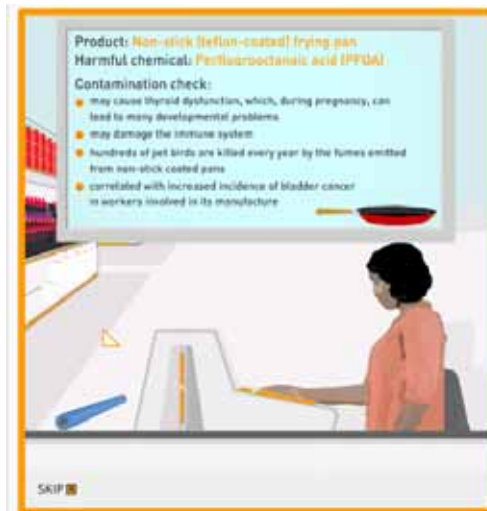 Product: Non-stick (teflon-coated) frying pan
Harmful chemical: Perfluorooctanoic acid (PFOA)
Contamination check:
may cause thyroid dysfunction, which, during pregnancy, can
lead to many developmental problems
may damage the immune system
hundreds of pet birds are killed every year by the fumes emitted
from non-stick coated pans
correlated with increased incidence of bladder cancer
in workers involved in its manufacture
SKIP